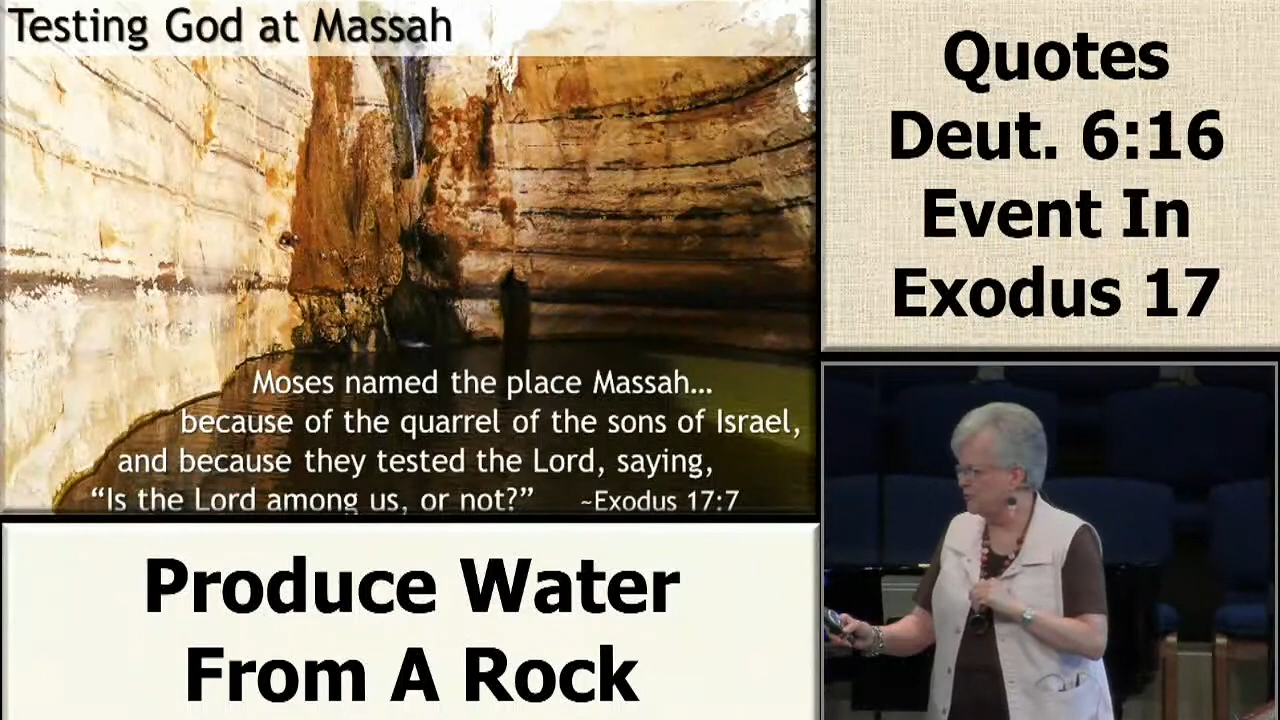 Testing God at Massah
Moses named the place Massah…
because of the quarrel of the sons of Israel,
and because they tested the Lord, saying,
“Is the Lord among us, or not?” ~Exodus 17:7
Quotes
Deut. 6:16
Event In
Exodus 17
Produce Water
From A Rock